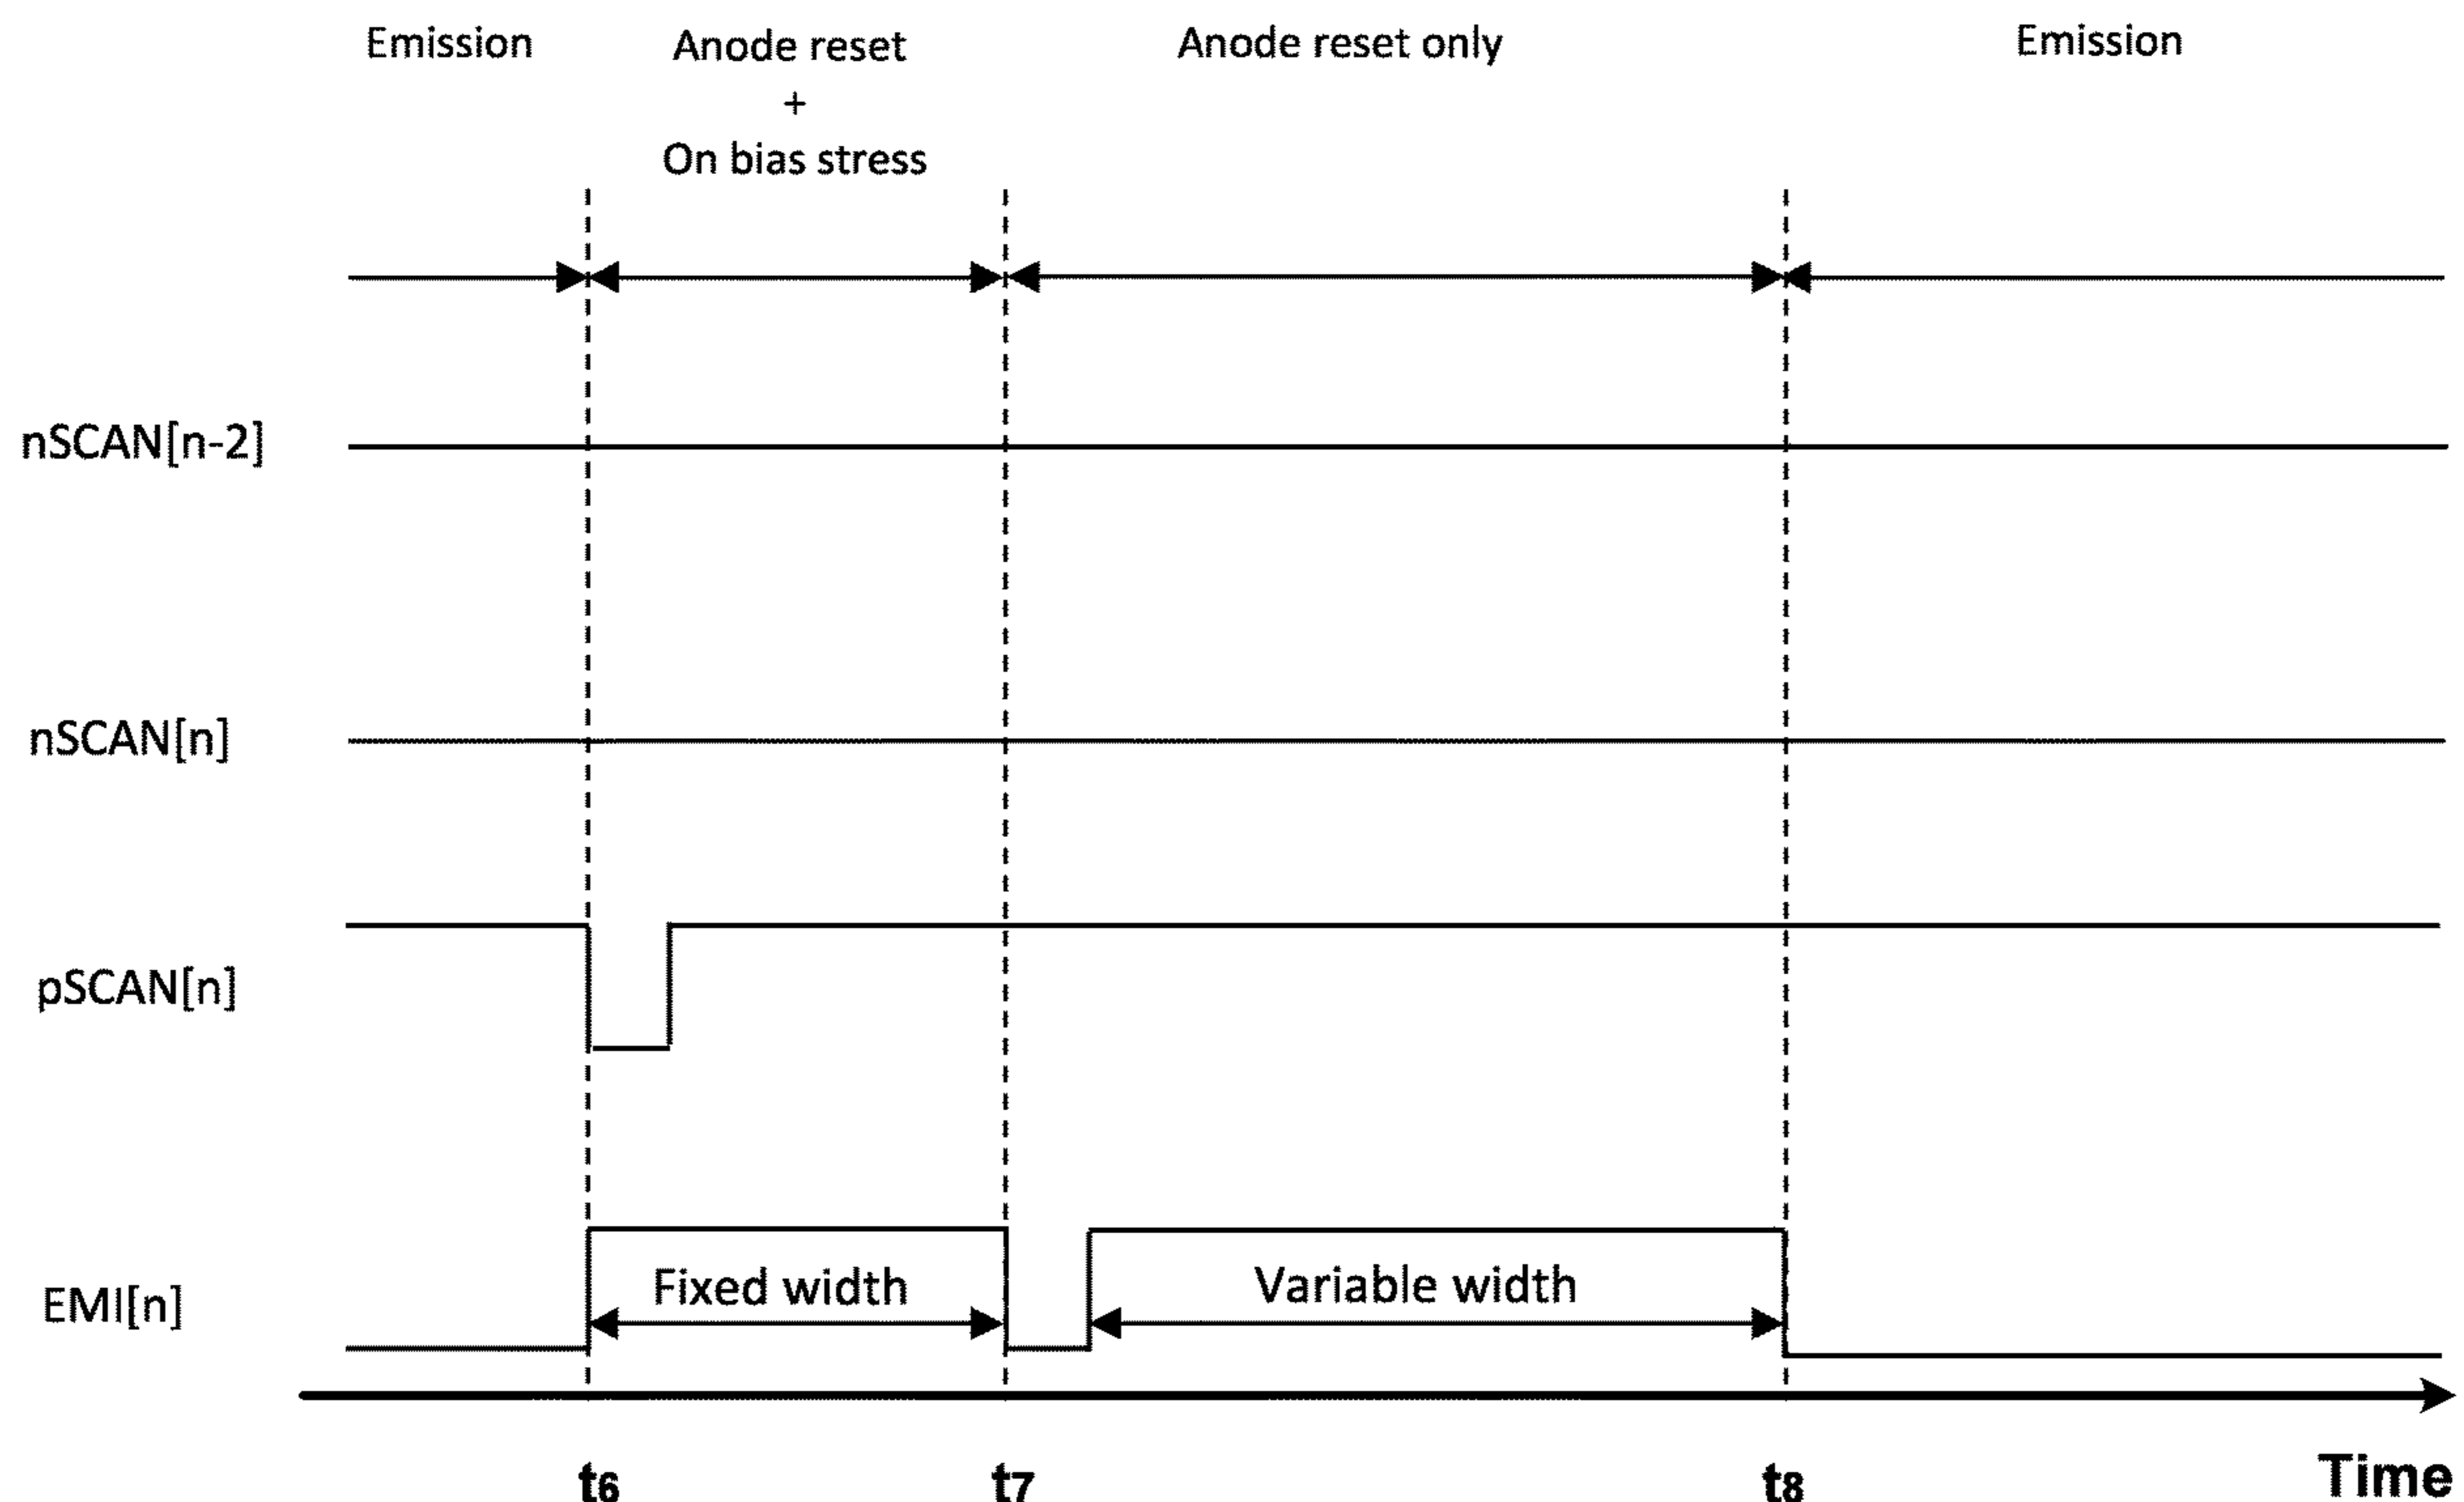 Emission
Anode reset
+
On bias stress
Anode reset only
Emission
nSCAN[n-2]
nSCAN[n]
pSCAN[n]
EMI[n]
Fixed width
Variable width
t6
t7
t8
Time